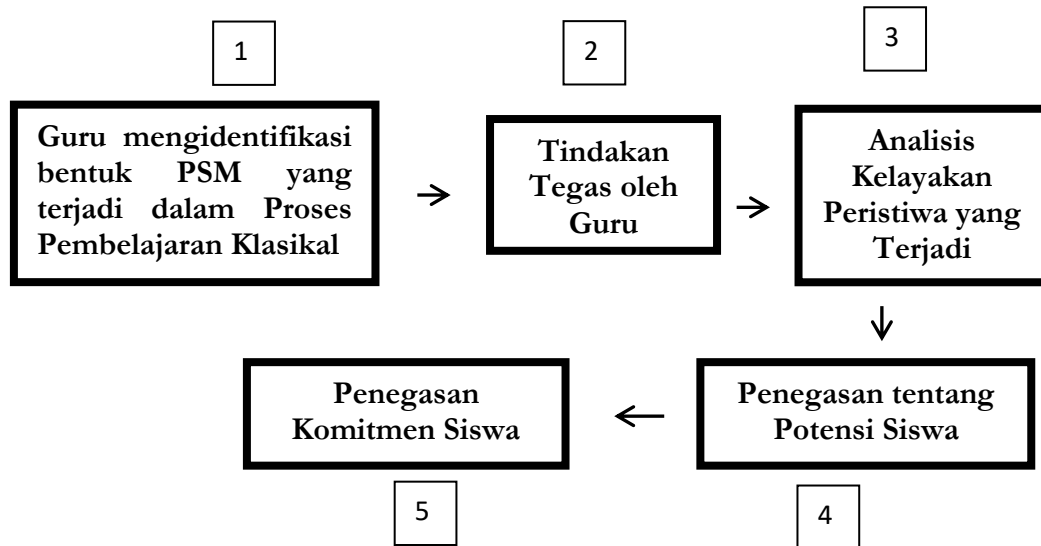 1
2
3
Guru mengidentifikasi
bentuk PSM yang
terjadi dalam Proses
Pembelajaran Klasikal
Tindakan
Tegas oleh
Guru
Analisis
Kelayakan
Peristiwa yang
Terjadi
Penegasan
Komitmen Siswa
Penegasan tentang
Potensi Siswa
5
4